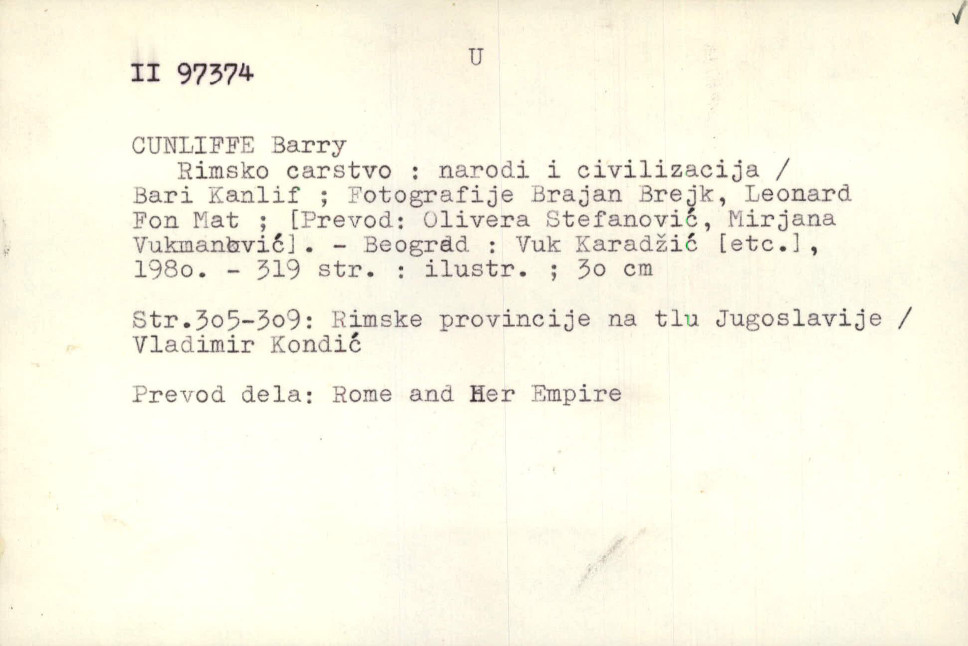 U
II 97374
CUNLIFFE Barry
Rimsko carstvo : narodi i civilizacija /
Bari Kanlif ; Fotografije Brajan Brejk, Leonard
Fon Mat ; [Prevod: Olivera Stefanović, Mirjana
Vukmanović]. - Beograd : Vuk Karadžić [etc.],
198o. - 319 str. : ilustr. ; 3o cm
Str.3o5-3o9: Rimske provincije na tlu Jugoslavije /
Vladimir Kondić
Prevod dela: Rome and Her Empire